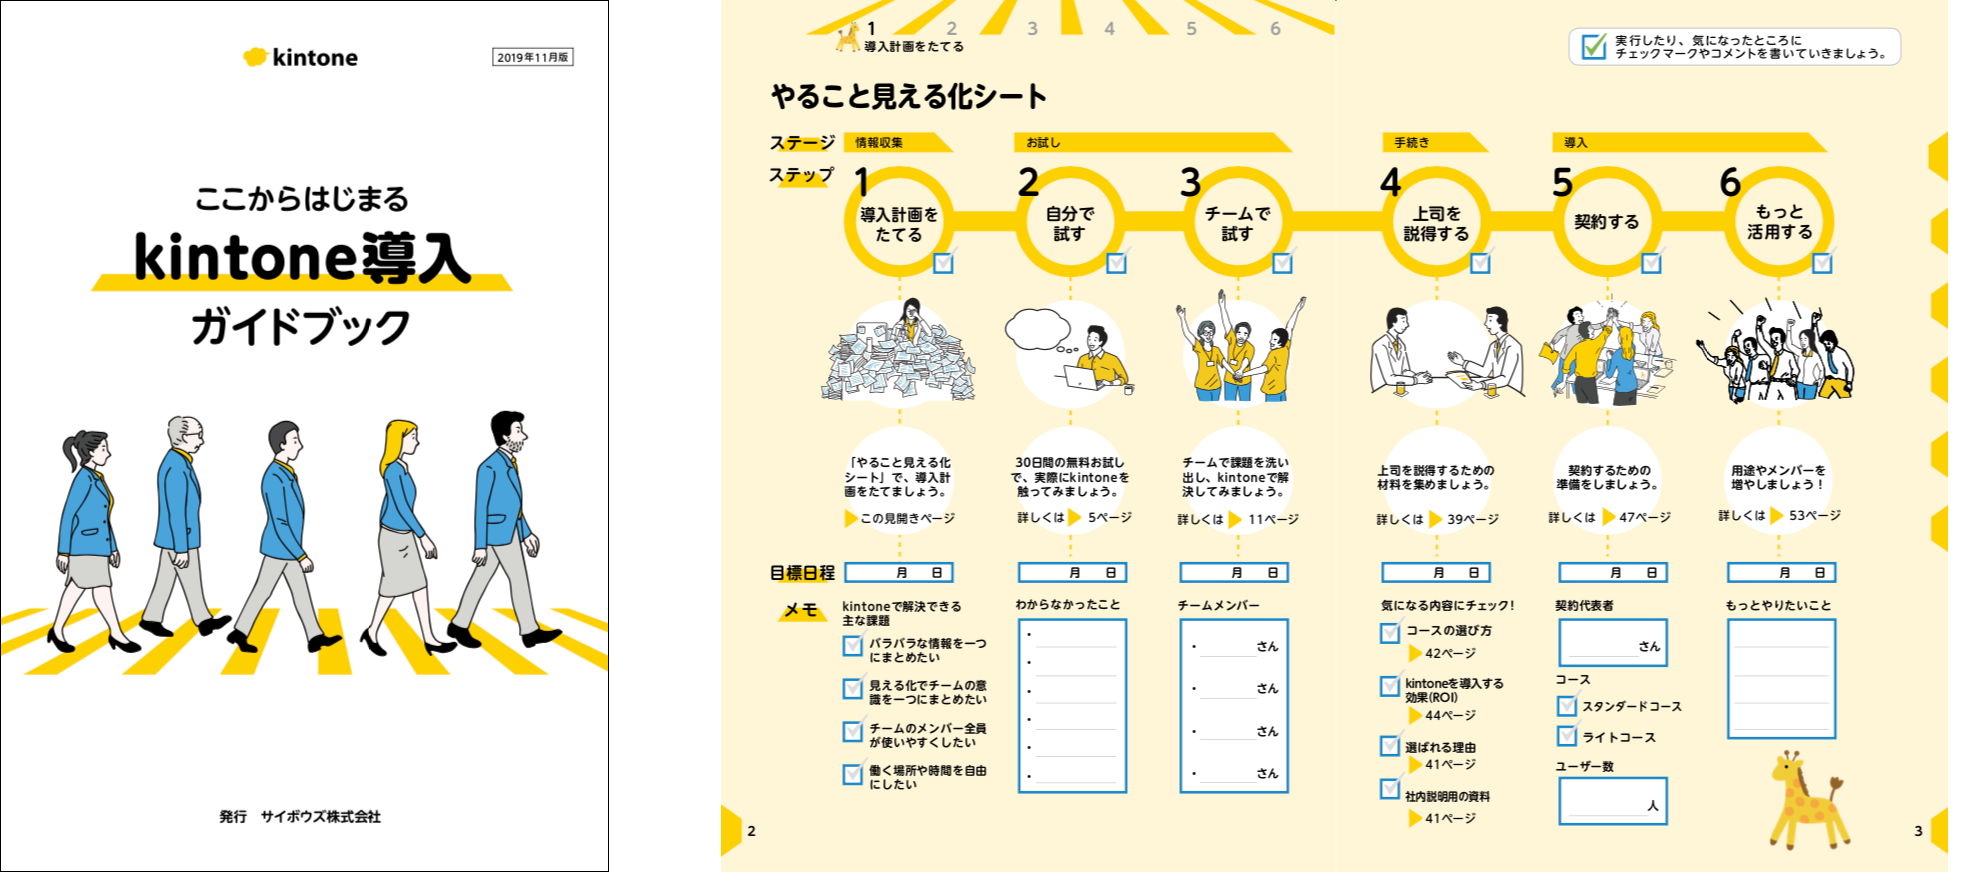 kintone
2019年11月版
ここからはじまる
kintone導入
ガイドブック
発行　サイボウズ株式会社
1 2 3 4 5 6
導入計画をたてる
実行したり、気になったところに
チェックマークやコメントを書いていきましょう。
やること見える化シート
ステージ
情報収集
お試し
手続き
導入
ステップ
1
導入計画を
たてる
2
自分で
試す
3
チームで
試す
4
上司を
説得する
5
契約する
6
もっと
活用する
「やること見える化
シート」で、導入計
画をたてましょう。
この見開きページ
30日間の無料お試し
で、実際にkintoneを
触ってみましょう。
詳しくは 5ページ
チームで課題を洗い
出し、kintoneで解
決してみましょう。
詳しくは 11ページ
上司を説得するための
材料を集めましょう。
詳しくは 39ページ
契約するための
準備をしましょう。
詳しくは 47ページ
用途やメンバーを
増やしましょう！
詳しくは 53ページ
目標日程
月　日
月　日
月　日
月　日
月　日
月　日
メモ
kintoneで解決できる
主な課題
バラバラな情報を一つ
にまとめたい
見える化でチームの意
識を一つにまとめたい
チームのメンバー全員
が使いやすくしたい
働く場所や時間を自由
にしたい
わからなかったこと
・
・
・
・
・
・
チームメンバー
・ さん
・ さん
・ さん
・ さん
気になる内容にチェック！
コースの選び方
42ページ
kintoneを導入する
効果(ROI)
44ページ
選ばれる理由
41ページ
社内説明用の資料
41ページ
契約代表者
さん
コース
スタンダードコース
ライトコース
ユーザー数
人
もっとやりたいこと
2
3